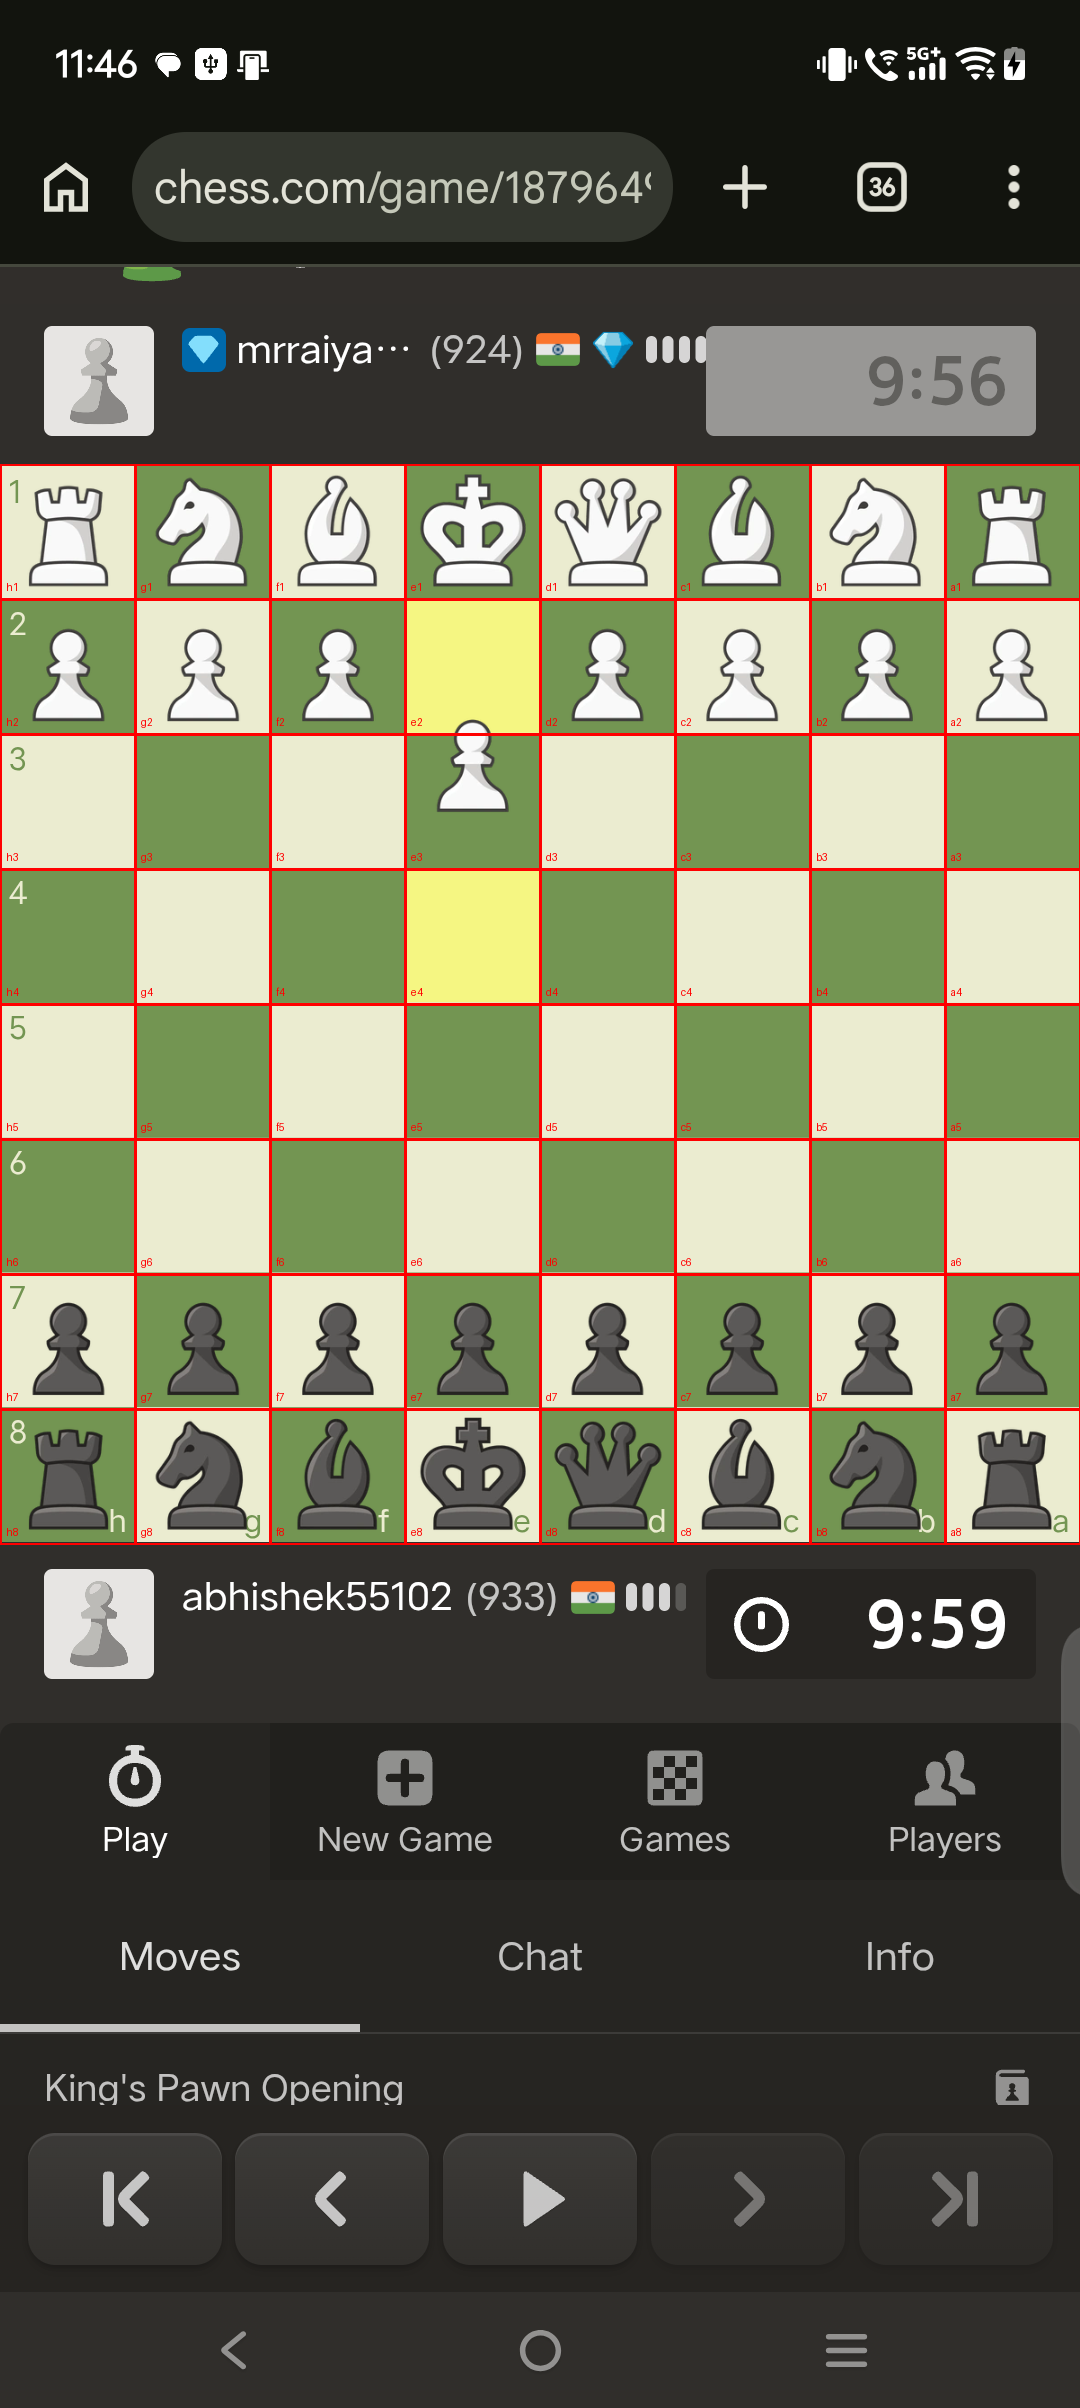 11:46 5G+
chess.com/game/187964
36
mrraiya··· (924) 9:56
1
h1 g1 f1 e1 d1 c1 b1 a1
2
h2 g2 f2 e2 d2 c2 b2 a2
3
h3 g3 f3 e3 d3 c3 b3 a3
4
h4 g4 f4 e4 d4 c4 b4 a4
5
h5 g5 f5 e5 d5 c5 b5 a5
6
h6 g6 f6 e6 d6 c6 b6 a6
7
h7 g7 f7 e7 d7 c7 b7 a7
8
h g f e d c b a
h8 g8 f8 e8 d8 c8 b8 a8
abhishek55102 (933) 9:59
Play New Game Games Players
Moves Chat Info
King's Pawn Opening